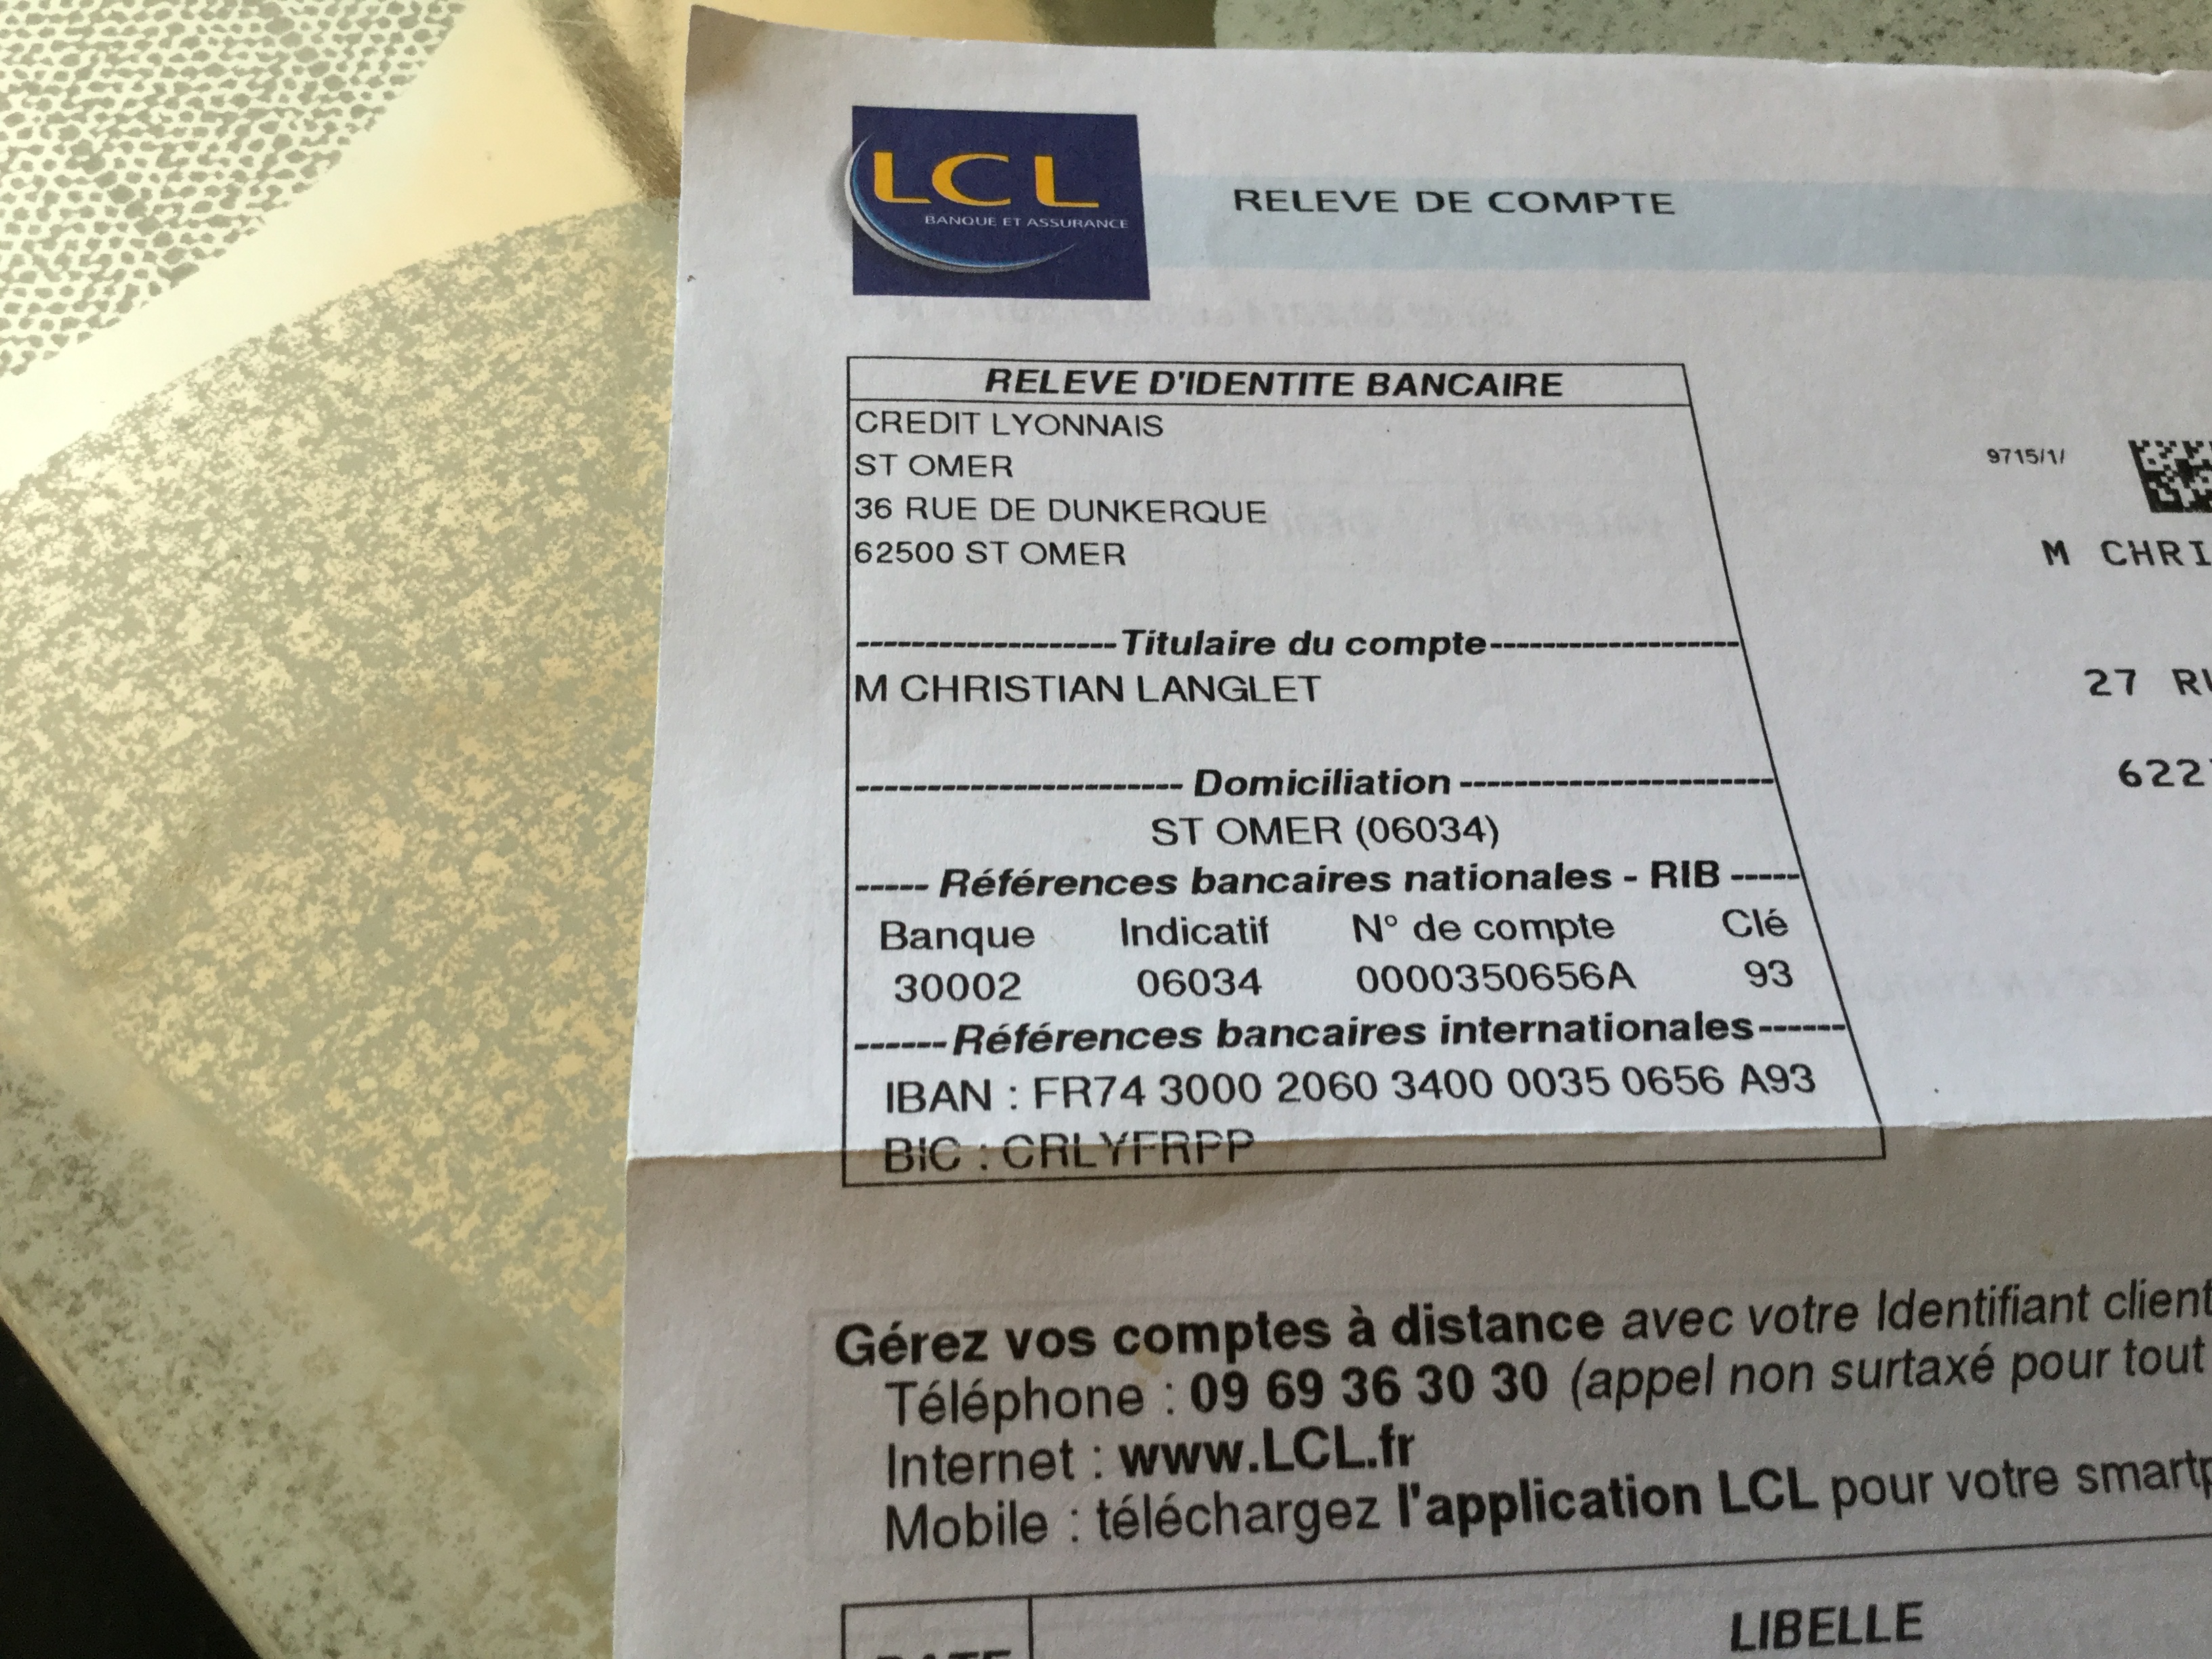 LCL
BANQUE ET ASSURANCE
RELEVE DE COMPTE
RELEVE D'IDENTITE BANCAIRE
CREDIT LYONNAIS
ST OMER
36 RUE DE DUNKERQUE
62500 ST OMER
9715/1/
M CHRI
Titulaire du compte
M CHRISTIAN LANGLET
27 RU
Domiciliation
622
ST OMER (06034)
Références bancaires nationales - RIB
Banque Indicatif N° de compte Clé
30002 06034 0000350656A 93
Références bancaires internationales
IBAN : FR74 3000 2060 3400 0035 0656 A93
BIC : CRLYFRPP
Gérez vos comptes à distance avec votre Identifiant client
Téléphone : 09 69 36 30 30 (appel non surtaxé pour tout
Internet : www.LCL.fr
Mobile : téléchargez l'application LCL pour votre smartp
LIBELLE
DATE